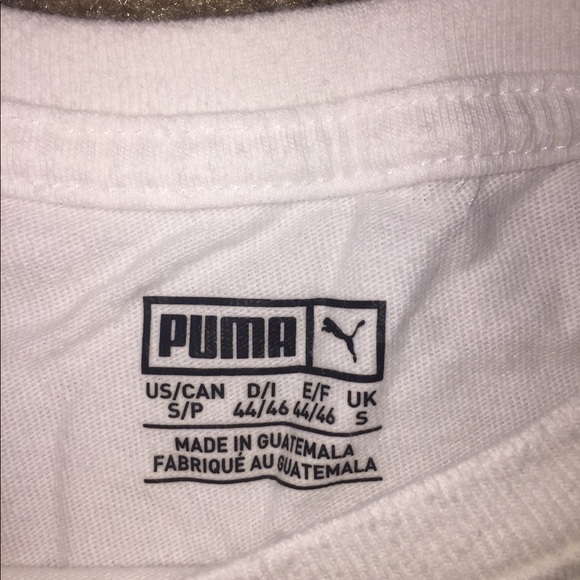 PUMA
US/CAN D/I E/F UK
S/P 44/46 44/46 S
MADE IN GUATEMALA
FABRIQUÉ AU GUATEMALA